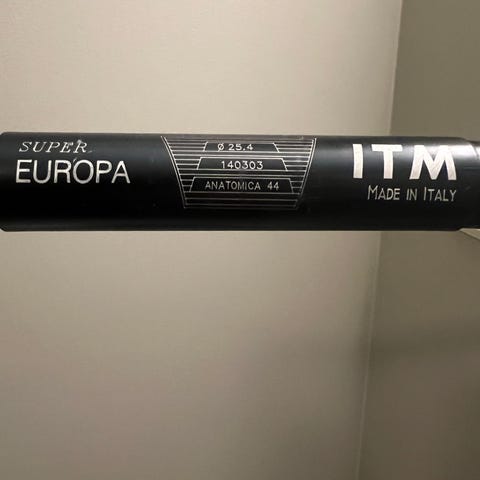 SUPER
EUROPA
Ø 25.4
140303
ANATOMICA 44
ITM
MADE IN ITALY